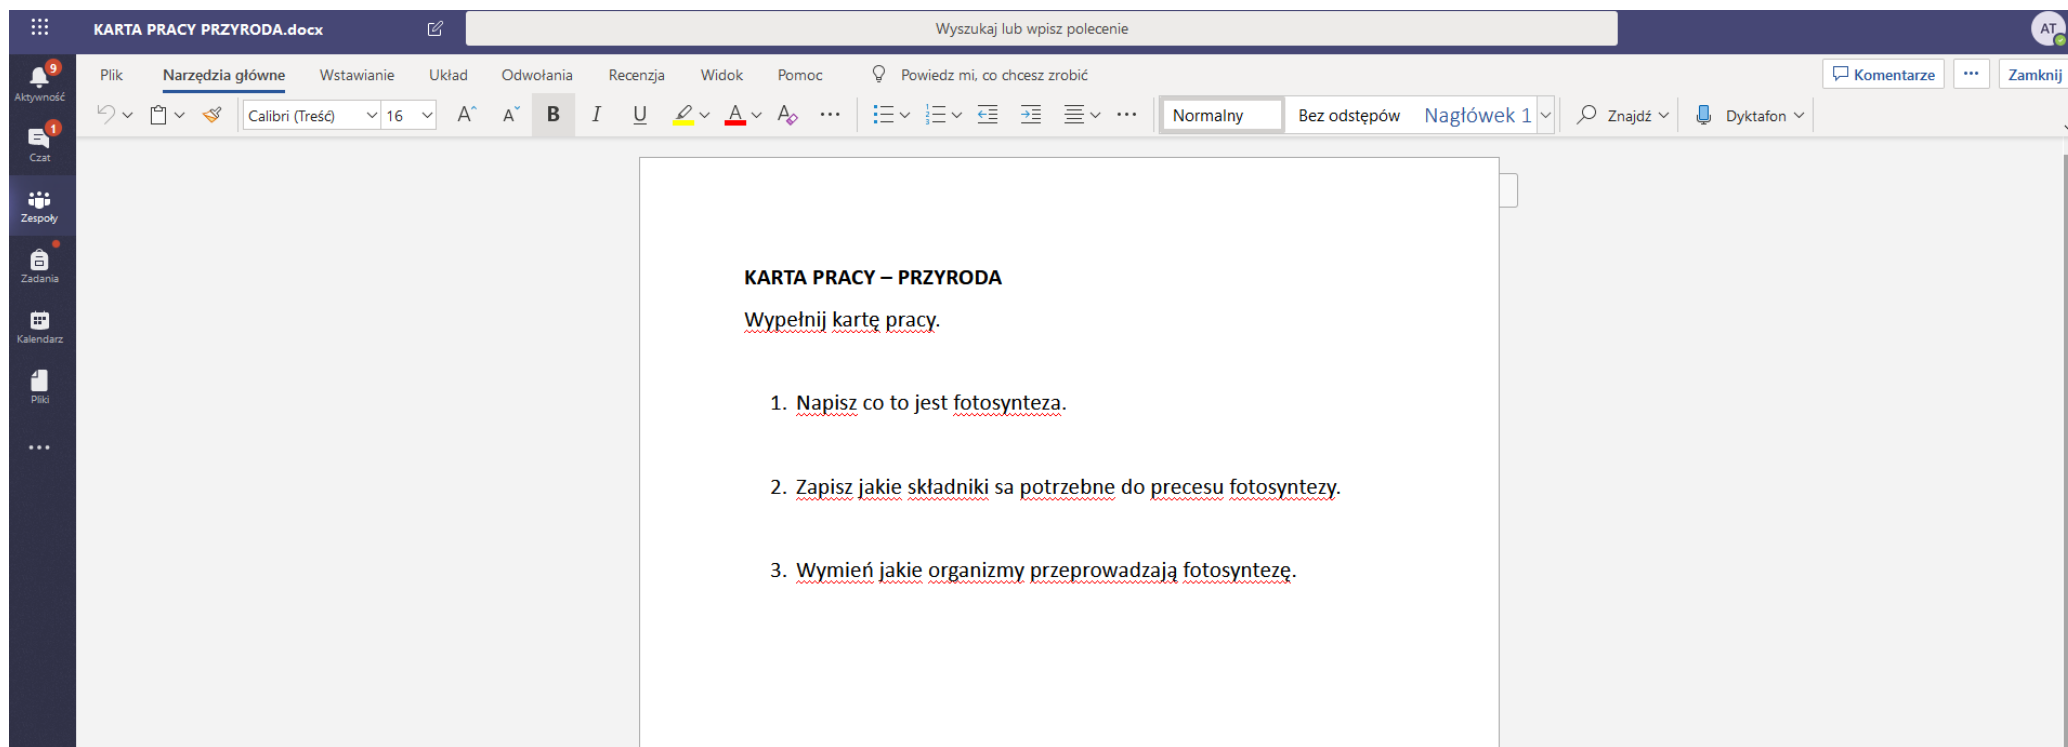 KARTA PRACY PRZYRODA.docx
Wyszukaj lub wpisz polecenie
AT
9
Aktywność
1
Czat
Zespoły
Zadania
Kalendarz
Pliki
Plik Narzędzia główne Wstawianie Układ Odwołania Recenzja Widok Pomoc Powiedz mi, co chcesz zrobić Komentarze Zamknij
Calibri (Treść) 16 A A B I U A A Normalny Bez odstępów Nagłówek 1 Znajdź Dyktafon
KARTA PRACY – PRZYRODA
Wypełnij kartę pracy.
1. Napisz co to jest fotosynteza.
2. Zapisz jakie składniki sa potrzebne do precesu fotosyntezy.
3. Wymień jakie organizmy przeprowadzają fotosyntezę.